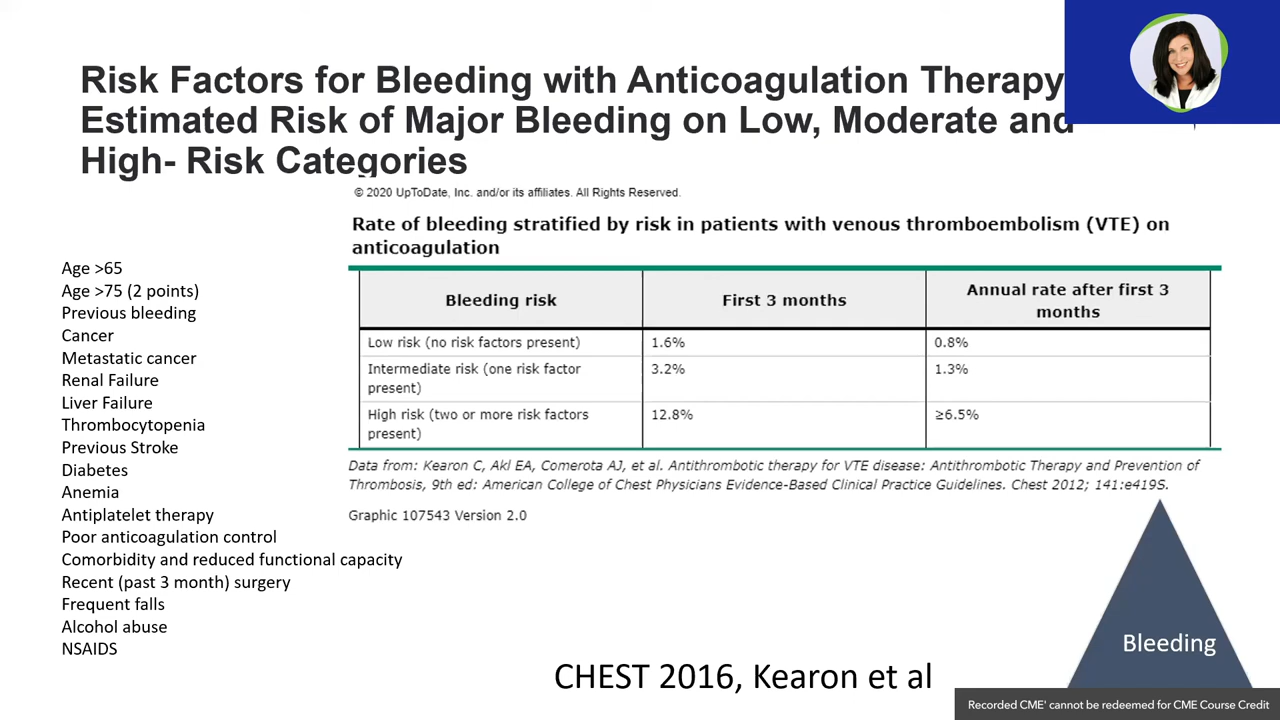 Risk Factors for Bleeding with Anticoagulation Therapy
Estimated Risk of Major Bleeding on Low, Moderate and
High- Risk Categories
© 2020 UpToDate, Inc. and/or its affiliates. All Rights Reserved.
Rate of bleeding stratified by risk in patients with venous thromboembolism (VTE) on
anticoagulation
Age >65
Age >75 (2 points)
Previous bleeding
Cancer
Metastatic cancer
Renal Failure
Liver Failure
Thrombocytopenia
Previous Stroke
Diabetes
Anemia
Antiplatelet therapy
Poor anticoagulation control
Comorbidity and reduced functional capacity
Recent (past 3 month) surgery
Frequent falls
Alcohol abuse
NSAIDS
Bleeding risk
First 3 months
Annual rate after first 3
months
Low risk (no risk factors present)
1.6%
0.8%
Intermediate risk (one risk factor
present)
3.2%
1.3%
High risk (two or more risk factors
present)
12.8%
≥6.5%
Data from: Kearon C, Akl EA, Comerota AJ, et al. Antithrombotic therapy for VTE disease: Antithrombotic Therapy and Prevention of
Thrombosis, 9th ed: American College of Chest Physicians Evidence-Based Clinical Practice Guidelines. Chest 2012; 141:e419S.
Graphic 107543 Version 2.0
Bleeding
CHEST 2016, Kearon et al
Recorded CME' cannot be redeemed for CME Course Credit